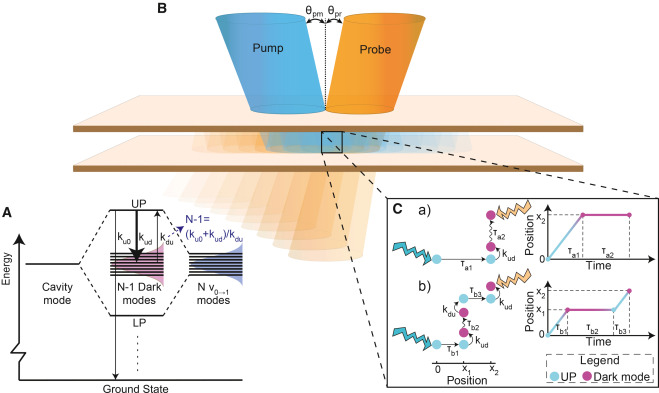 B
θpm θpr
Pump
Probe
A
UP
N-1=
(ku0+kud)/kdu
ku0 kud kdu
Energy
Cavity
mode
N-1 Dark
modes
N ν0→1
modes
LP
Ground State
C
a)
τa2
kud
τa1
Position
x2
0
τa1 τa2
Time
b)
τb3
kud
kdu
τb2
kud
τb1
0 x1 x2
Position
Position
x2
x1
0
τb1 τb2 τb3
Time
Legend
UP Dark mode